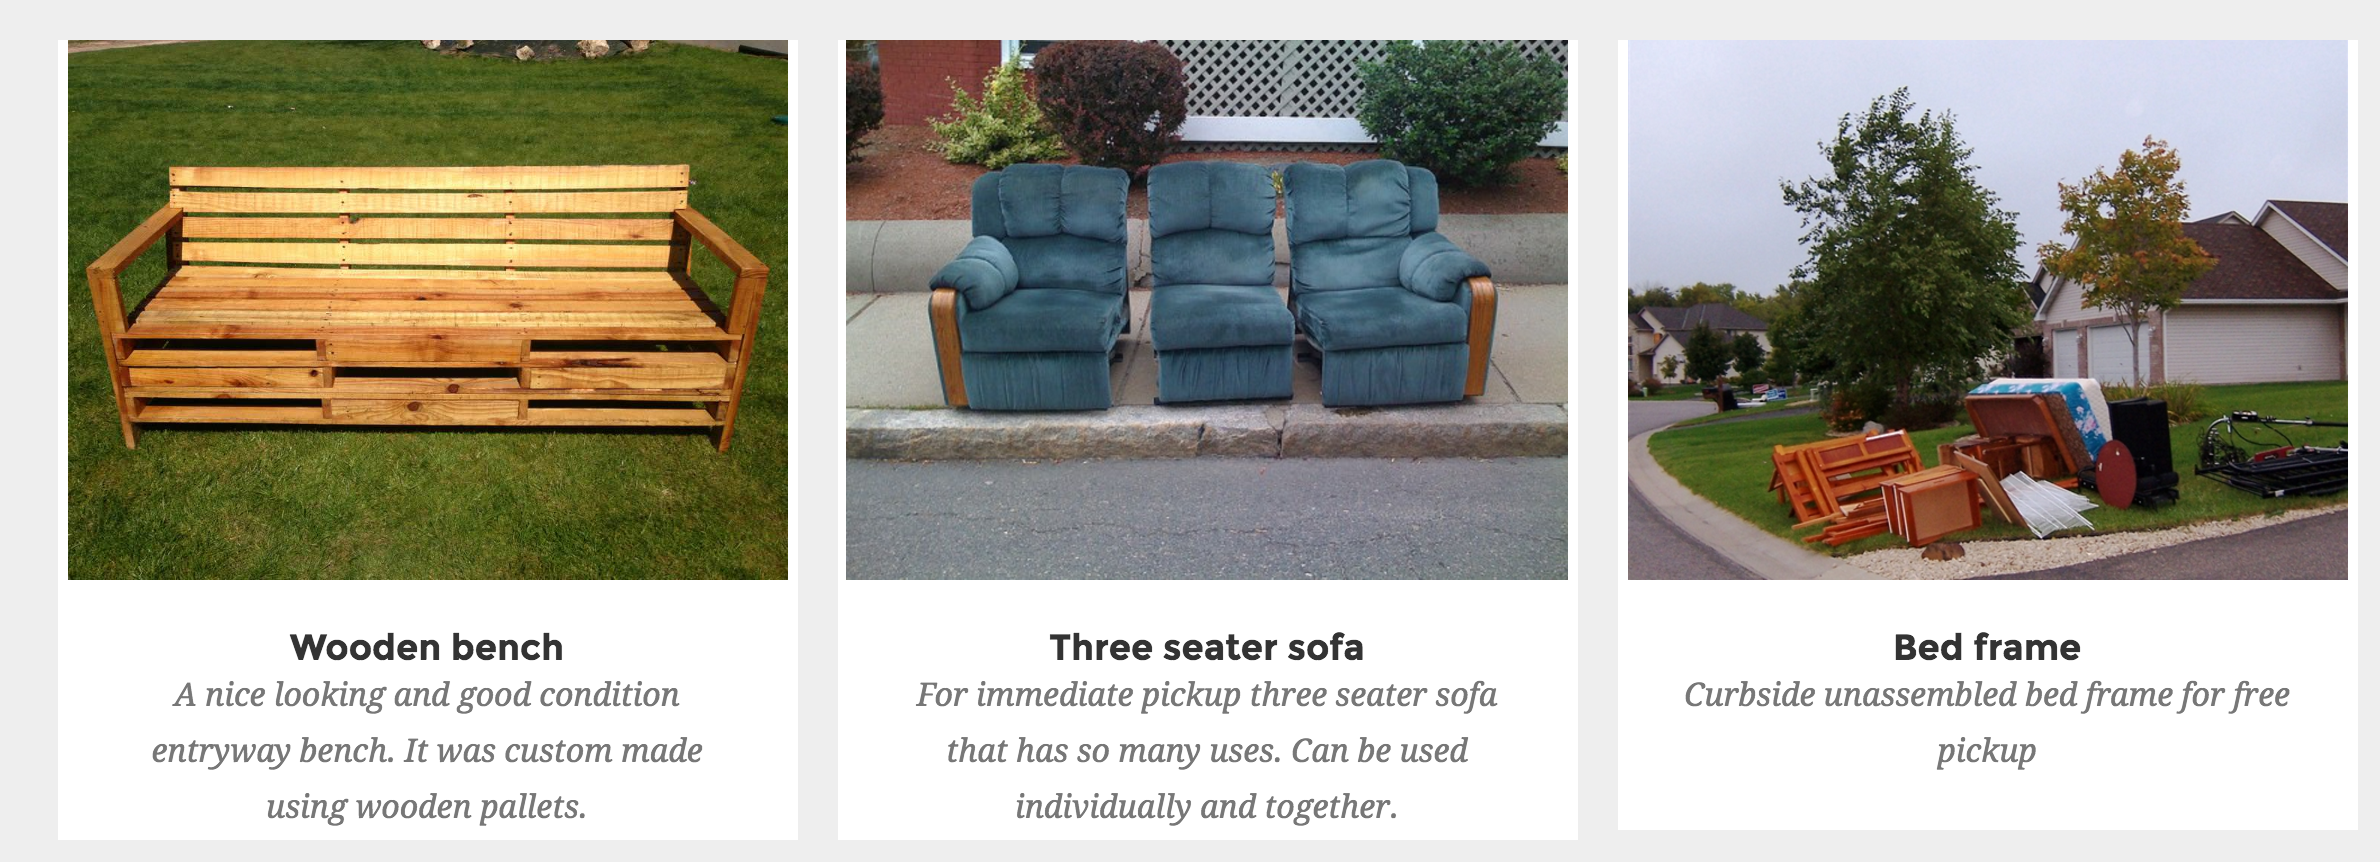 Wooden bench
A nice looking and good condition
entryway bench. It was custom made
using wooden pallets.
Three seater sofa
For immediate pickup three seater sofa
that has so many uses. Can be used
individually and together.
Bed frame
Curbside unassembled bed frame for free
pickup